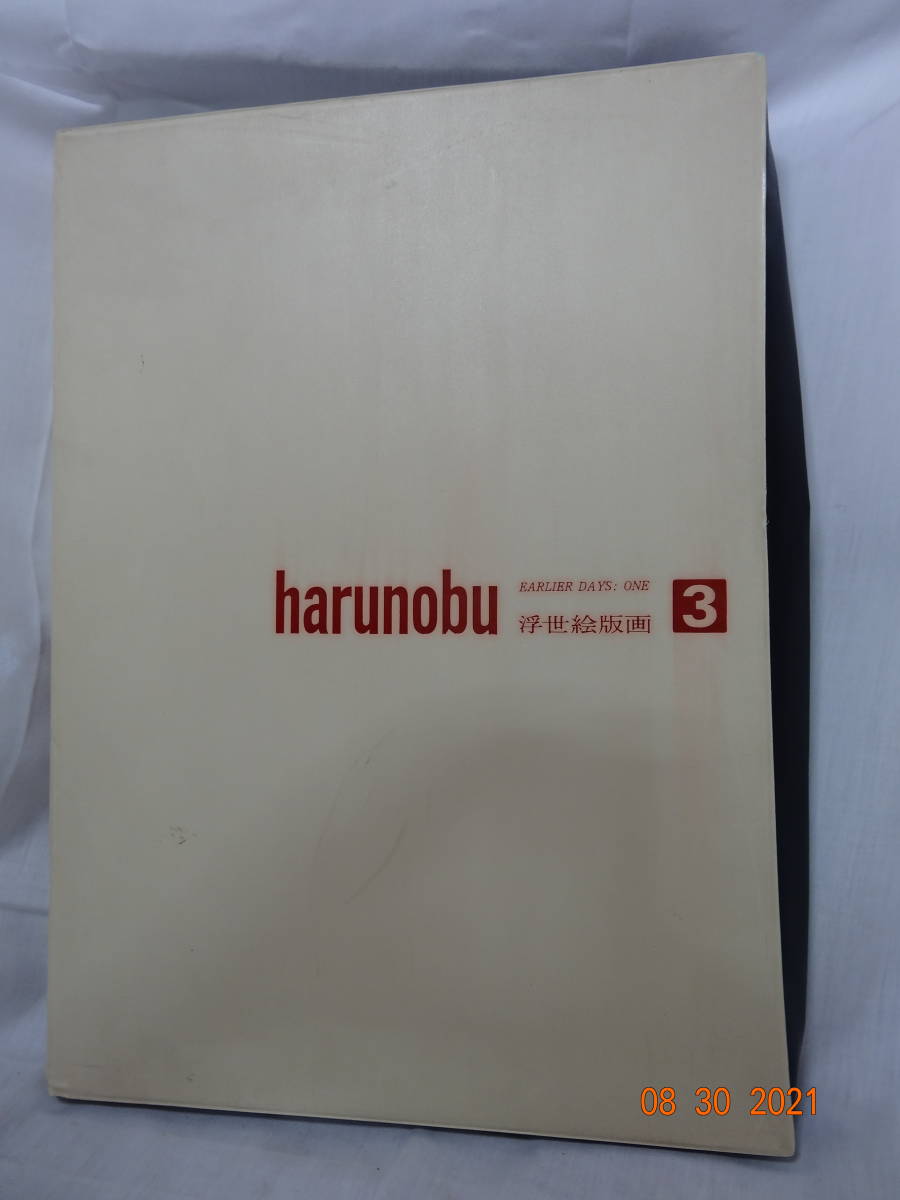 harunobu
EARLIER DAYS: ONE
浮世絵版画
3
08 30 2021